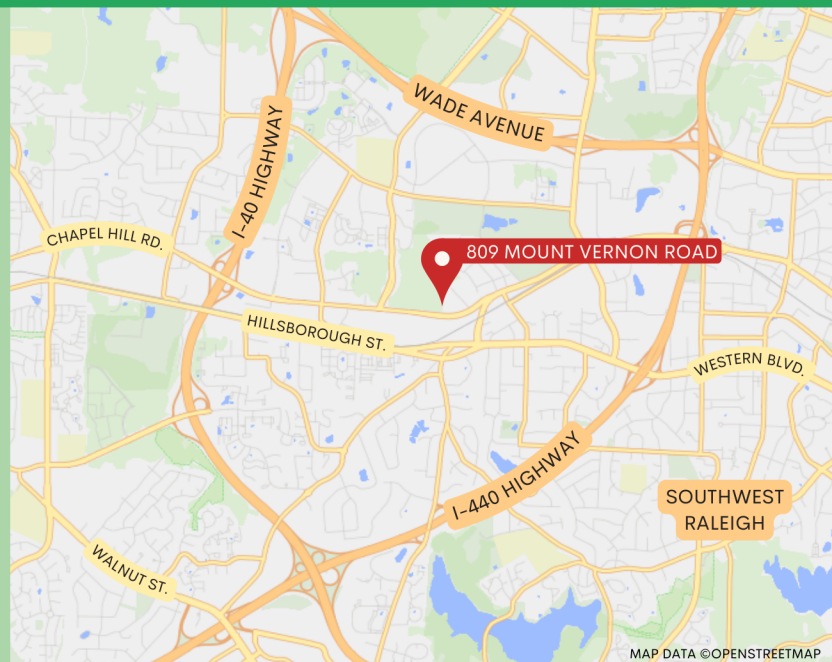 WADE AVENUE
I-40 HIGHWAY
CHAPEL HILL RD.
809 MOUNT VERNON ROAD
HILLSBOROUGH ST.
WESTERN BLVD.
I-440 HIGHWAY
SOUTHWEST
RALEIGH
WALNUT ST.
MAP DATA ©OPENSTREETMAP